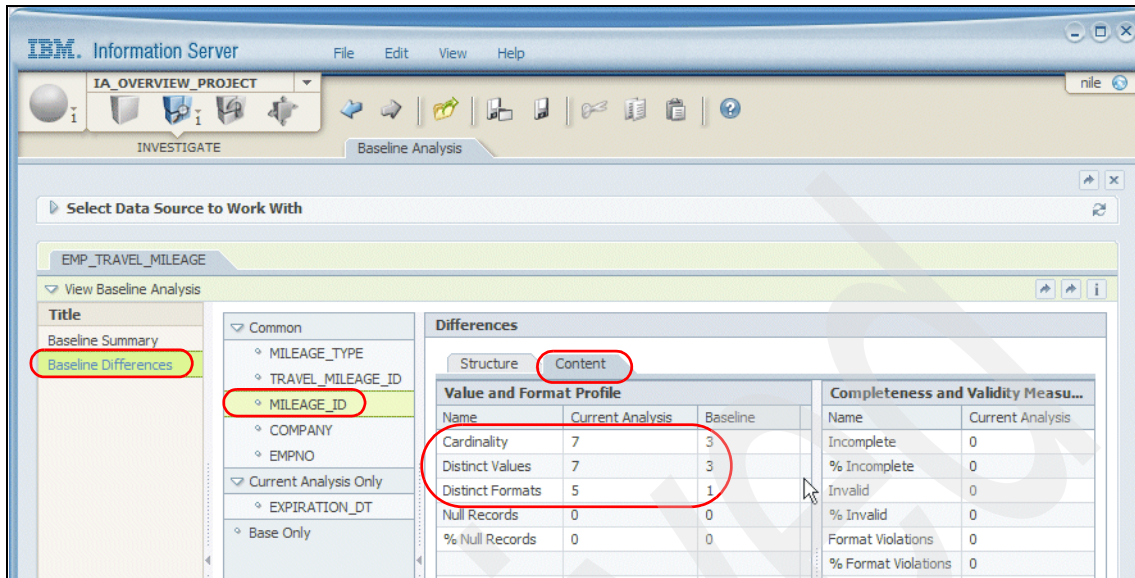 IBM. Information Server File Edit View Help
IA_OVERVIEW_PROJECT
nile
1
1
INVESTIGATE Baseline Analysis
Select Data Source to Work With
EMP_TRAVEL_MILEAGE
View Baseline Analysis
Title
Baseline Summary
Baseline Differences
Common
MILEAGE_TYPE
TRAVEL_MILEAGE_ID
MILEAGE_ID
COMPANY
EMPNO
Current Analysis Only
EXPIRATION_DT
Base Only
Differences
Structure Content
Value and Format Profile
Name Current Analysis Baseline
Cardinality 7 3
Distinct Values 7 3
Distinct Formats 5 1
Null Records 0 0
% Null Records 0 0
Completeness and Validity Measu...
Name Current Analysis
Incomplete 0
% Incomplete 0
Invalid 0
% Invalid 0
Format Violations 0
% Format Violations 0